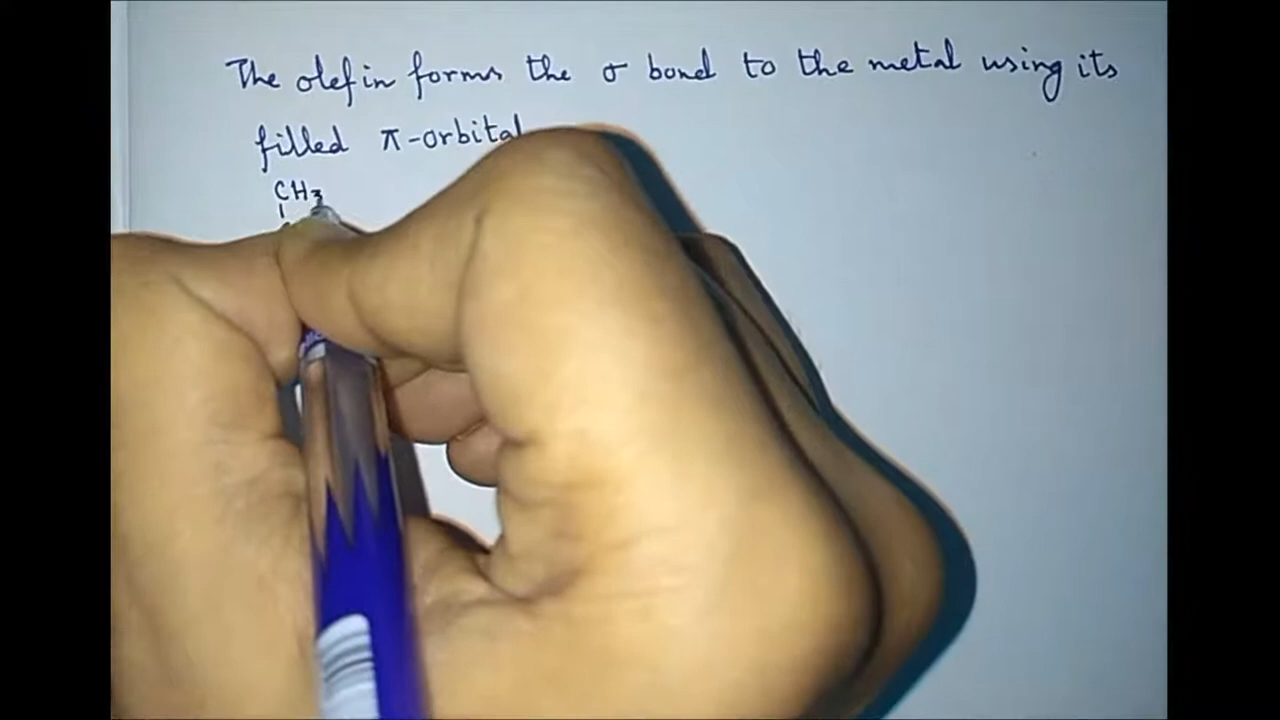 The olefin forms the σ bond to the metal using its
filled π-orbital
CH3